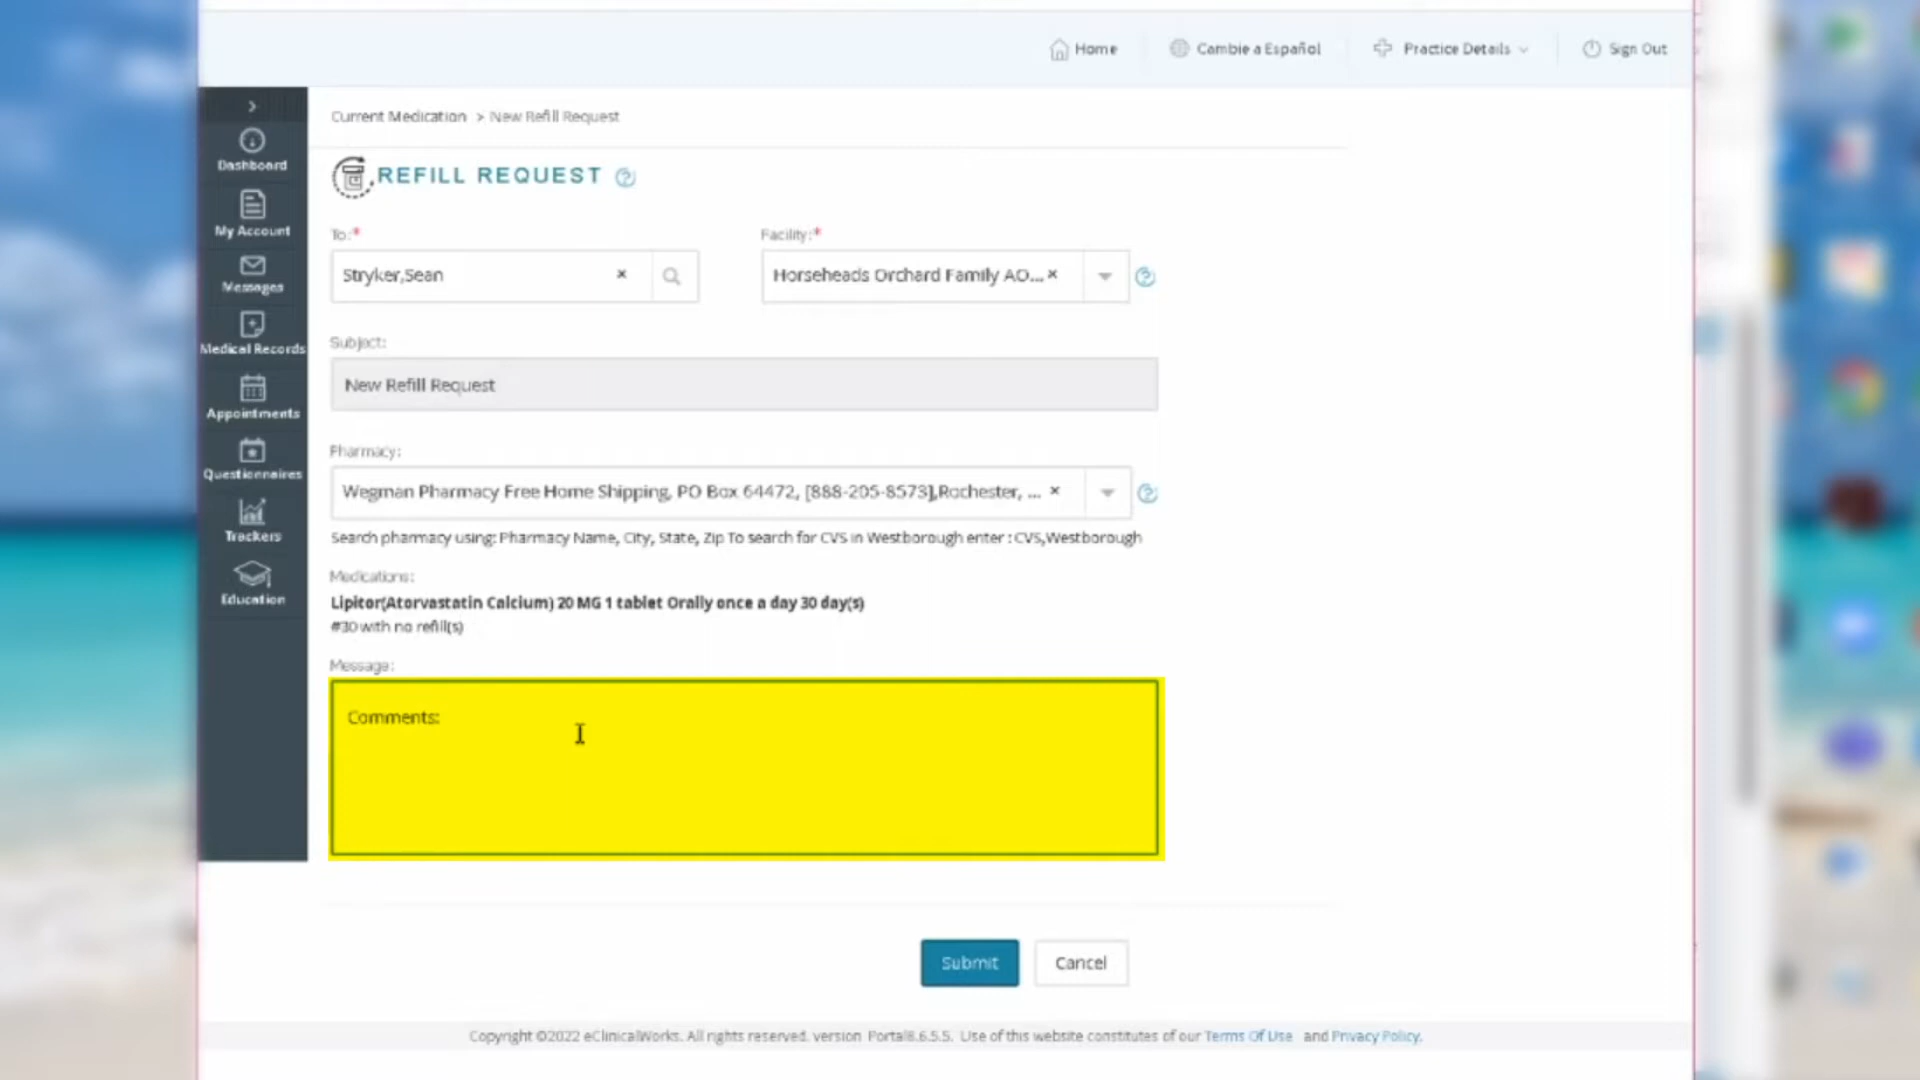 Home
Cambie a Español
Practice Details
Sign Out
Current Medication > New Refill Request
Dashboard
My Account
Messages
Medical Records
Appointments
Questionnaires
Trackers
Education
REFILL REQUEST
To:*
Facility:*
Stryker,Sean
Horseheads Orchard Family AO...
Subject:
New Refill Request
Pharmacy:
Wegman Pharmacy Free Home Shipping, PO Box 64472, [888-205-8573],Rochester, ...
Search pharmacy using: Pharmacy Name, City, State, Zip To search for CVS in Westborough enter : CVS,Westborough
Medications:
Lipitor(Atorvastatin Calcium) 20 MG 1 tablet Orally once a day 30 day(s)
#30 with no refill(s)
Message:
Comments:
Submit
Cancel
Copyright ©2022 eClinicalWorks. All rights reserved. version Portal8.6.5.5. Use of this website constitutes of our Terms Of Use and Privacy Policy.